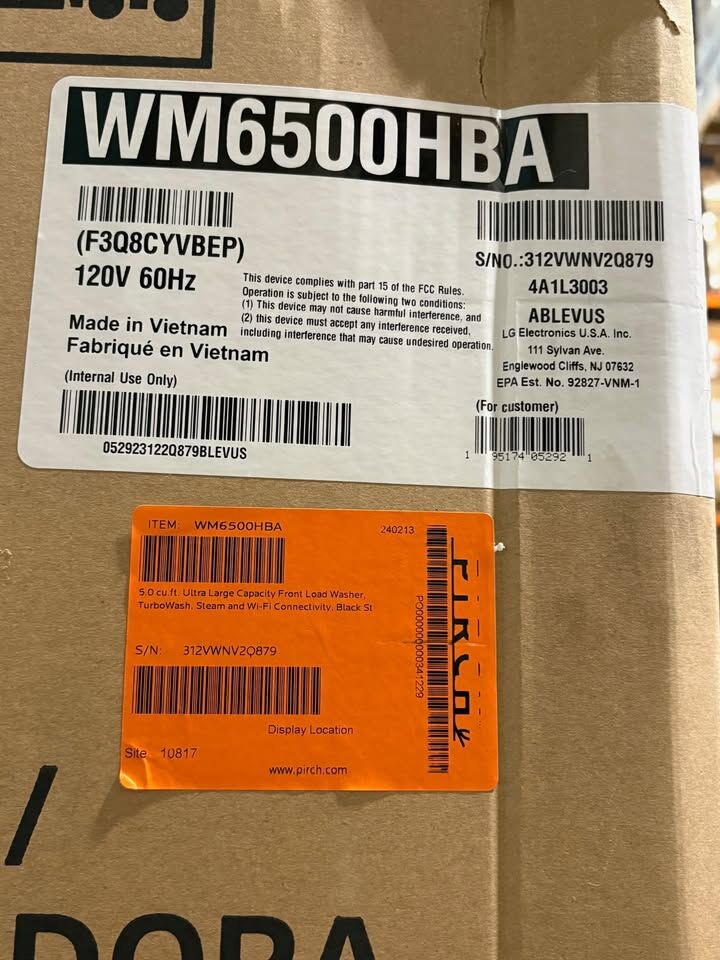 WM6500HBA
(F3Q8CYVBEP)
120V 60Hz
Made in Vietnam
Fabriqué en Vietnam
(Internal Use Only)
052923122Q879BLEVUS
This device complies with part 15 of the FCC Rules.
Operation is subject to the following two conditions:
(1) This device may not cause harmful interference, and
(2) this device must accept any interference received,
including interference that may cause undesired operation.
S/NO.:312VWNV2Q879
4A1L3003
ABLEVUS
LG Electronics U.S.A. Inc.
111 Sylvan Ave.
Englewood Cliffs, NJ 07632
EPA Est. No. 92827-VNM-1
(For customer)
1 95174 05292 1
ITEM: WM6500HBA
240213
5.0 cu.ft. Ultra Large Capacity Front Load Washer,
TurboWash, Steam and Wi-Fi Connectivity, Black St
S/N: 312VWNV2Q879
Display Location
Site 10817
www.pirch.com
PO0000000000341229
PIRCH
/
DORA